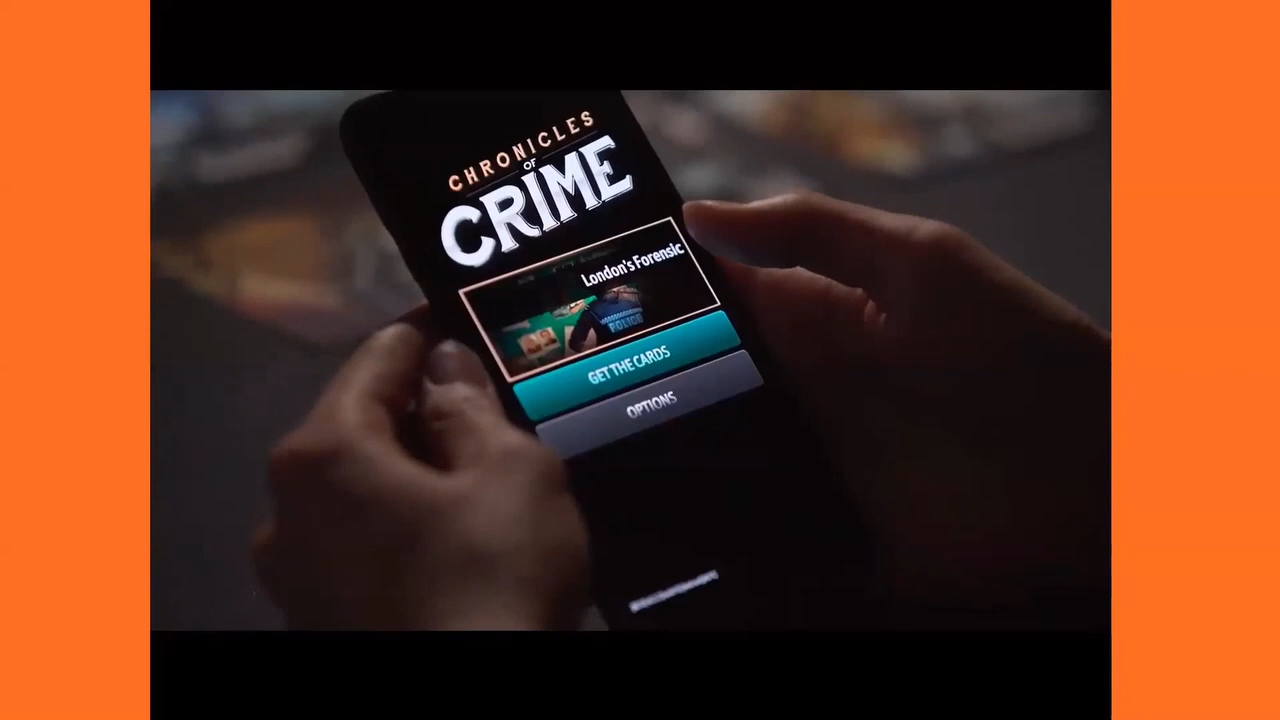 CHRONICLES
OF
CRIME
London's Forensic
POLICE
GET THE CARDS
OPTIONS